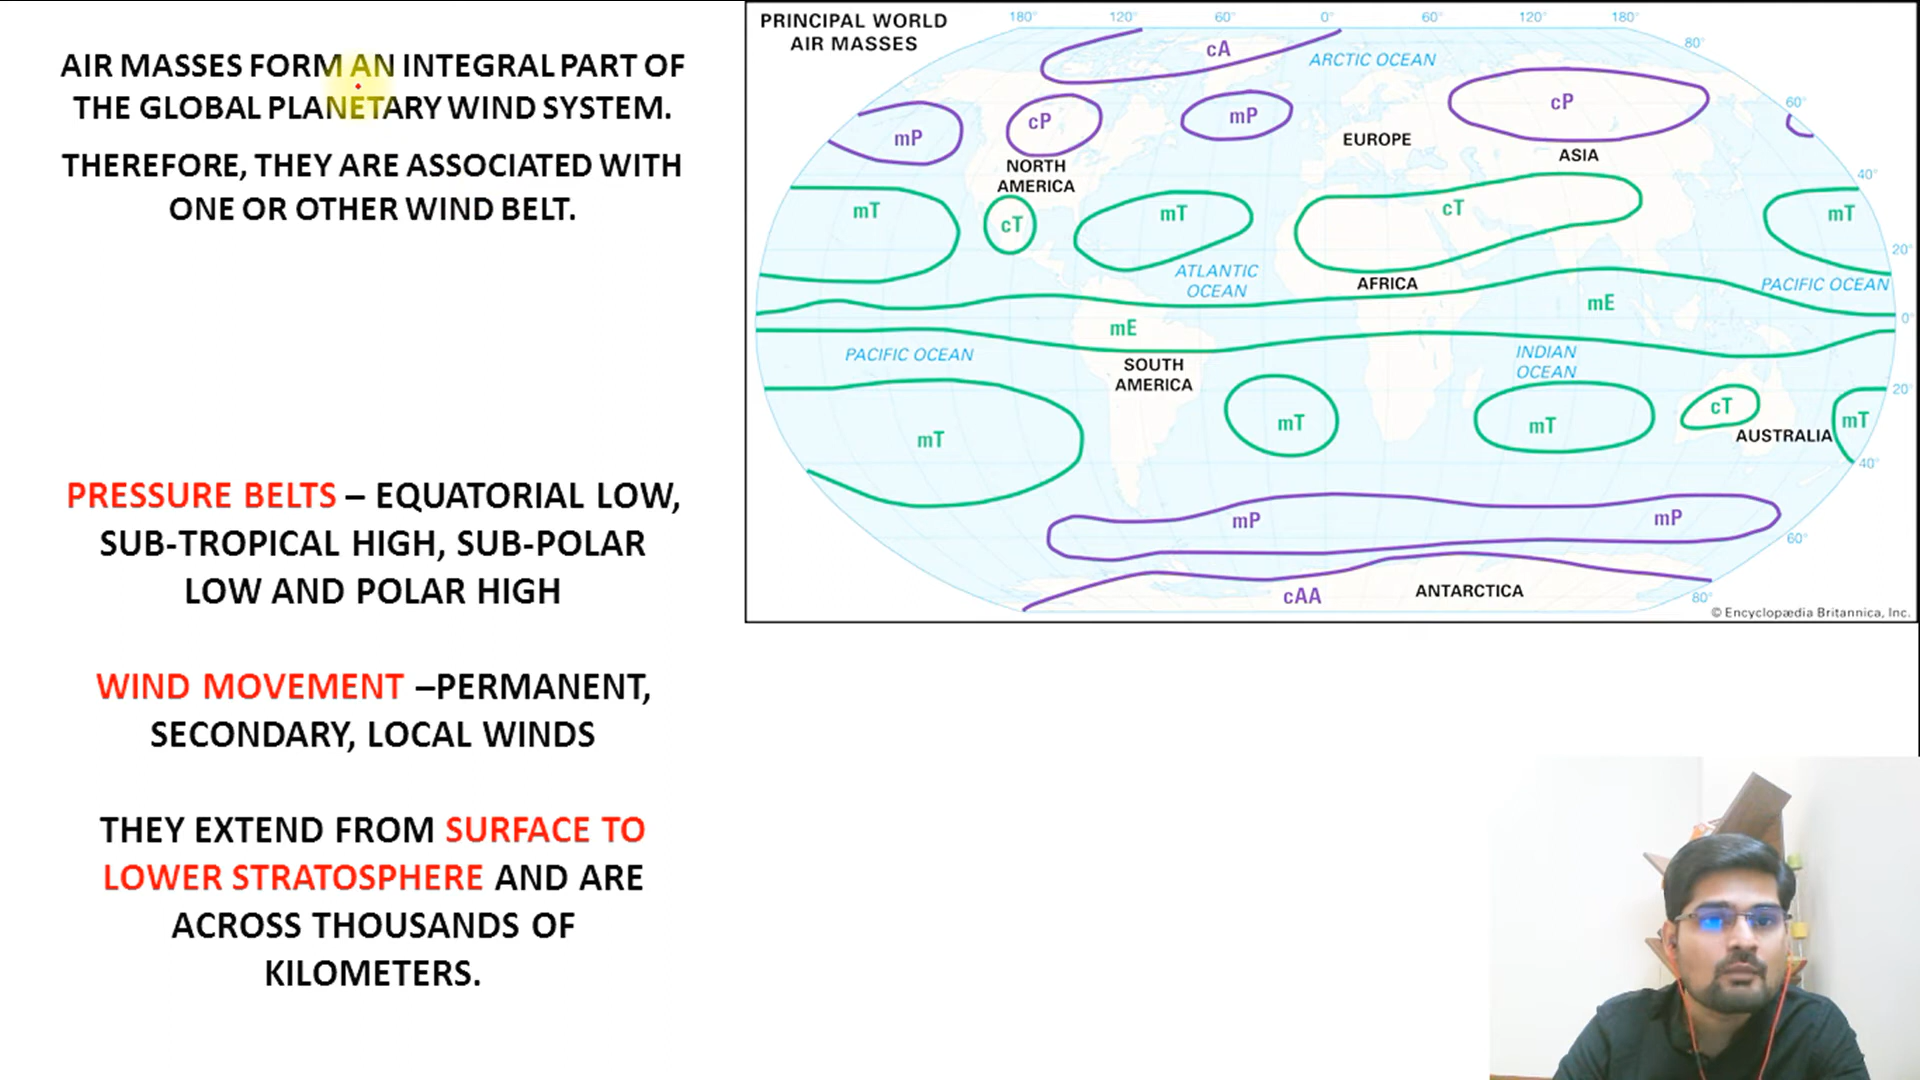 AIR MASSES FORM AN INTEGRAL PART OF
THE GLOBAL PLANETARY WIND SYSTEM.
THEREFORE, THEY ARE ASSOCIATED WITH
ONE OR OTHER WIND BELT.
PRESSURE BELTS – EQUATORIAL LOW,
SUB-TROPICAL HIGH, SUB-POLAR
LOW AND POLAR HIGH
WIND MOVEMENT –PERMANENT,
SECONDARY, LOCAL WINDS
THEY EXTEND FROM SURFACE TO
LOWER STRATOSPHERE AND ARE
ACROSS THOUSANDS OF
KILOMETERS.
PRINCIPAL WORLD
AIR MASSES
180° 120° 60° 0° 60° 120° 180°
80°
cA
ARCTIC OCEAN
cP
60°
mP
cP
mP
EUROPE
ASIA
NORTH
AMERICA
40°
mT
cT
mT
cT
mT
20°
ATLANTIC
OCEAN
AFRICA
PACIFIC OCEAN
mE
0°
mE
PACIFIC OCEAN
SOUTH
AMERICA
INDIAN
OCEAN
20°
mT
mT
mT
cT
mT
AUSTRALIA
40°
mP
mP
60°
cAA
ANTARCTICA
80°
© Encyclopædia Britannica, Inc.